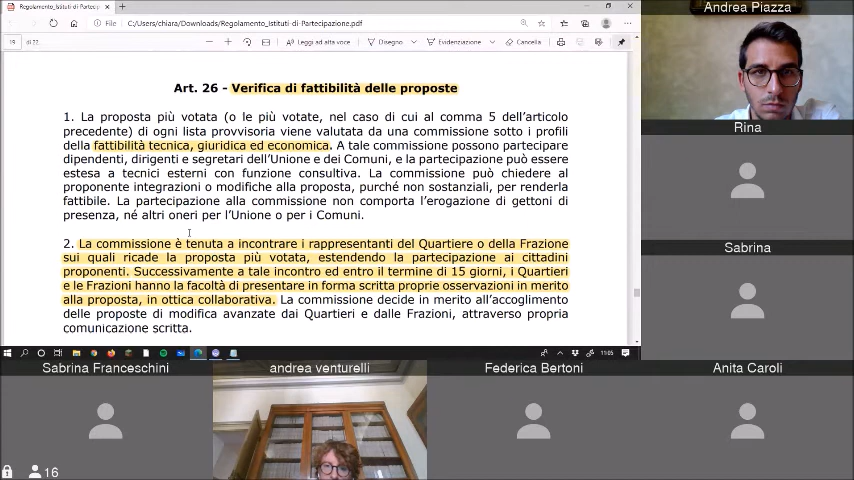 Regolamento_Istituti-di-Partecip
File
C:/Users/chiara/Downloads/Regolamento_Istituti-di-Partecipazione.pdf
19 di 22
Leggi ad alta voce
Disegno
Evidenziazione
Cancella
Art. 26 - Verifica di fattibilità delle proposte
1. La proposta più votata (o le più votate, nel caso di cui al comma 5 dell'articolo
precedente) di ogni lista provvisoria viene valutata da una commissione sotto i profili
della fattibilità tecnica, giuridica ed economica. A tale commissione possono partecipare
dipendenti, dirigenti e segretari dell'Unione e dei Comuni, e la partecipazione può essere
estesa a tecnici esterni con funzione consultiva. La commissione può chiedere al
proponente integrazioni o modifiche alla proposta, purché non sostanziali, per renderla
fattibile. La partecipazione alla commissione non comporta l'erogazione di gettoni di
presenza, né altri oneri per l'Unione o per i Comuni.
2. La commissione è tenuta a incontrare i rappresentanti del Quartiere o della Frazione
sui quali ricade la proposta più votata, estendendo la partecipazione ai cittadini
proponenti. Successivamente a tale incontro ed entro il termine di 15 giorni, i Quartieri
e le Frazioni hanno la facoltà di presentare in forma scritta proprie osservazioni in merito
alla proposta, in ottica collaborativa. La commissione decide in merito all'accoglimento
delle proposte di modifica avanzate dai Quartieri e dalle Frazioni, attraverso propria
comunicazione scritta.
11:05
Andrea Piazza
Rina
Sabrina
Sabrina Franceschini
andrea venturelli
Federica Bertoni
Anita Caroli
16